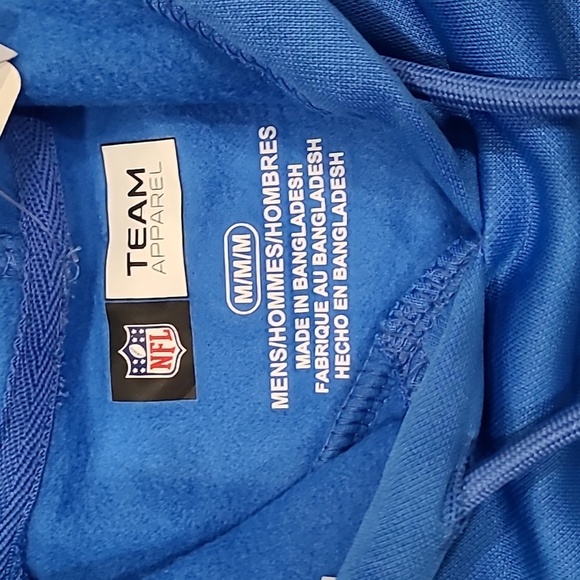 NFL
TEAM
APPAREL
M/M/M
MENS/HOMMES/HOMBRES
MADE IN BANGLADESH
FABRIQUE AU BANGLADESH
HECHO EN BANGLADESH